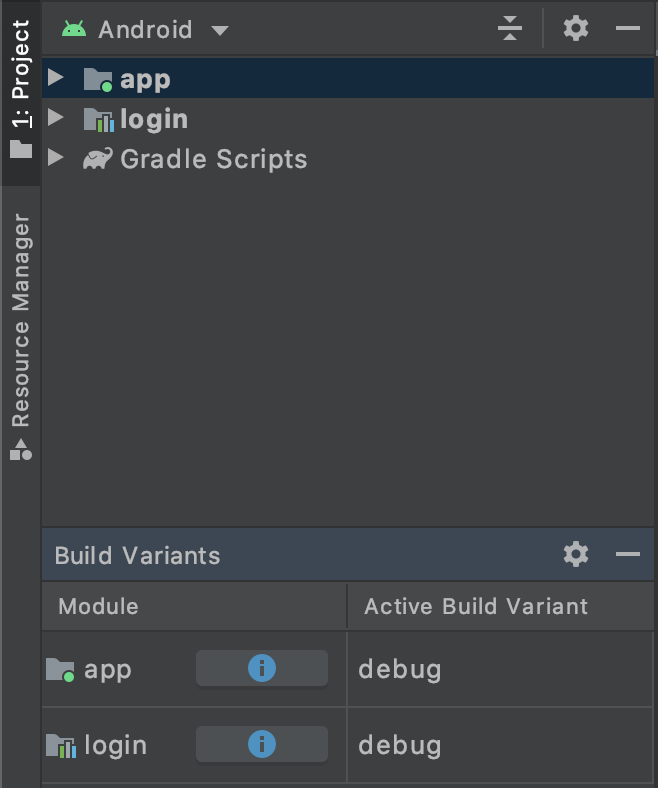 1: Project
Resource Manager
Android
app
login
Gradle Scripts
Build Variants
Module Active Build Variant
app debug
login debug